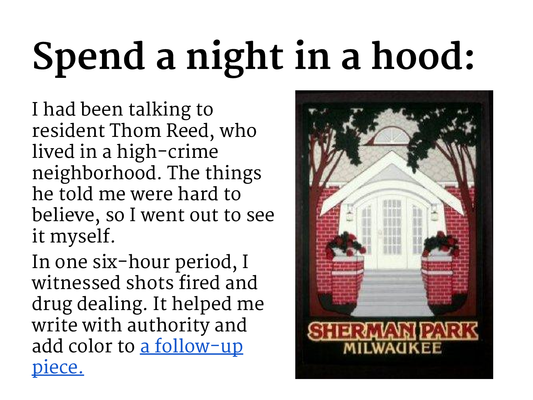 Spend a night in a hood:
I had been talking to
resident Thom Reed, who
lived in a high-crime
neighborhood. The things
he told me were hard to
believe, so I went out to see
it myself.
In one six-hour period, I
witnessed shots fired and
drug dealing. It helped me
write with authority and
add color to a follow-up
piece.
SHERMAN PARK
MILWAUKEE